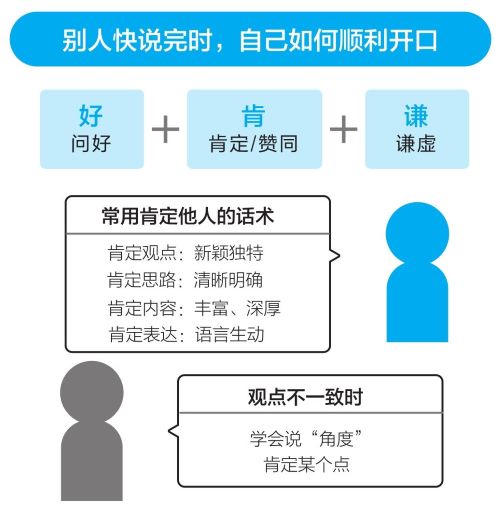 别人快说完时，自己如何顺利开口
好 + 肯 + 谦
问好 肯定/赞同 谦虚
常用肯定他人的话术
肯定观点：新颖独特
肯定思路：清晰明确
肯定内容：丰富、深厚
肯定表达：语言生动
观点不一致时
学会说“角度”
肯定某个点